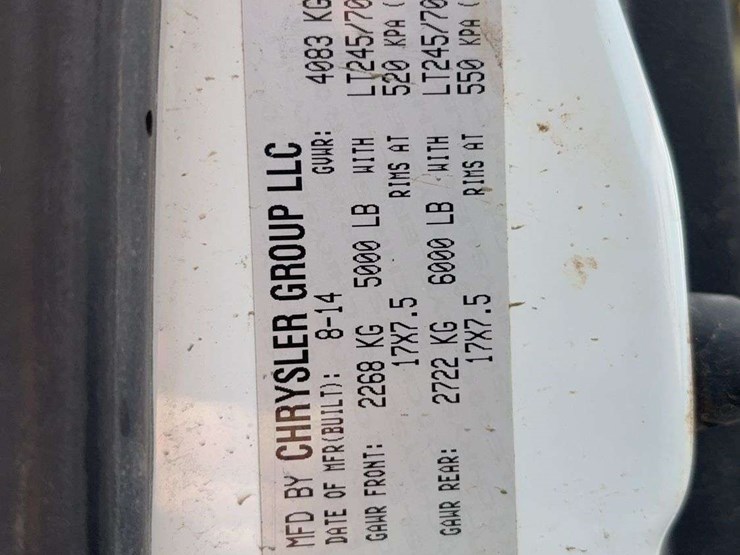 MFD BY CHRYSLER GROUP LLC
DATE OF MFR(BUILT): 8-14 GVWR: 4083 KG
GAWR FRONT: 2268 KG 5000 LB WITH LT245/70
17X7.5 RIMS AT 520 KPA (
GAWR REAR: 2722 KG 6000 LB WITH LT245/70
17X7.5 RIMS AT 550 KPA (